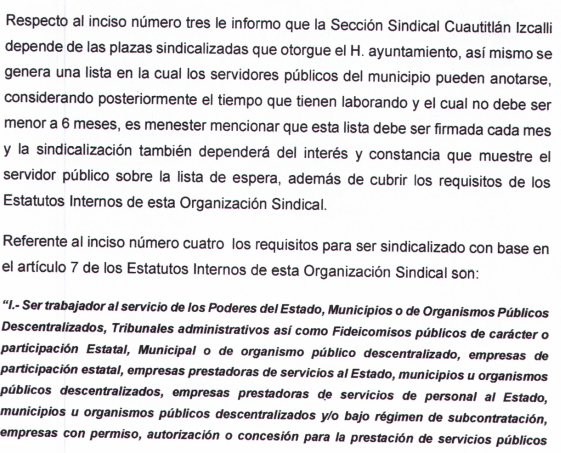 Respecto al inciso número tres le informo que la Sección Sindical Cuautitlán Izcalli
depende de las plazas sindicalizadas que otorgue el H. ayuntamiento, así mismo se
genera una lista en la cual los servidores públicos del municipio pueden anotarse,
considerando posteriormente el tiempo que tienen laborando y el cual no debe ser
menor a 6 meses, es menester mencionar que esta lista debe ser firmada cada mes
y la sindicalización también dependerá del interés y constancia que muestre el
servidor público sobre la lista de espera, además de cubrir los requisitos de los
Estatutos Internos de esta Organización Sindical.
Referente al inciso número cuatro los requisitos para ser sindicalizado con base en
el artículo 7 de los Estatutos Internos de esta Organización Sindical son:
“I.- Ser trabajador al servicio de los Poderes del Estado, Municipios o de Organismos Públicos
Descentralizados, Tribunales administrativos así como Fideicomisos públicos de carácter o
participación Estatal, Municipal o de organismo público descentralizado, empresas de
participación estatal, empresas prestadoras de servicios al Estado, municipios u organismos
públicos descentralizados, empresas prestadoras de servicios de personal al Estado,
municipios u organismos públicos descentralizados y/o bajo régimen de subcontratación,
empresas con permiso, autorización o concesión para la prestación de servicios públicos